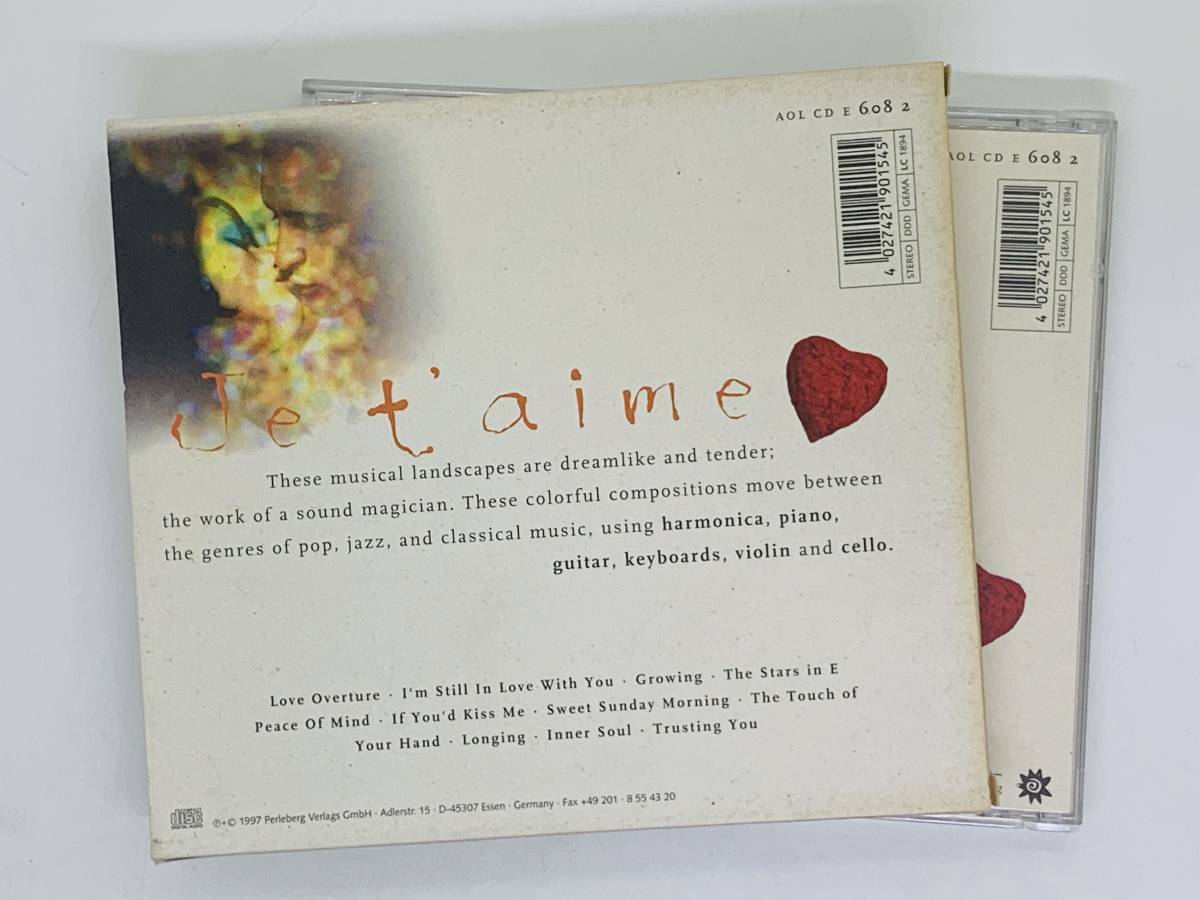 AOL CD E 608 2
4 027421 901545
STEREO DDD GEMA LC 1894
Je t'aime
These musical landscapes are dreamlike and tender;
the work of a sound magician. These colorful compositions move between
the genres of pop, jazz, and classical music, using harmonica, piano,
guitar, keyboards, violin and cello.
Love Overture · I'm Still In Love With You · Growing · The Stars in E
Peace Of Mind · If You'd Kiss Me · Sweet Sunday Morning · The Touch of
Your Hand · Longing · Inner Soul · Trusting You
disc
DIGITAL AUDIO
℗+© 1997 Perleberg Verlags GmbH · Adlerstr. 15 · D-45307 Essen · Germany · Fax +49 201 · 8 55 43 20
AOL CD E 608 2
4 027421 901545
STEREO DDD GEMA LC 1894